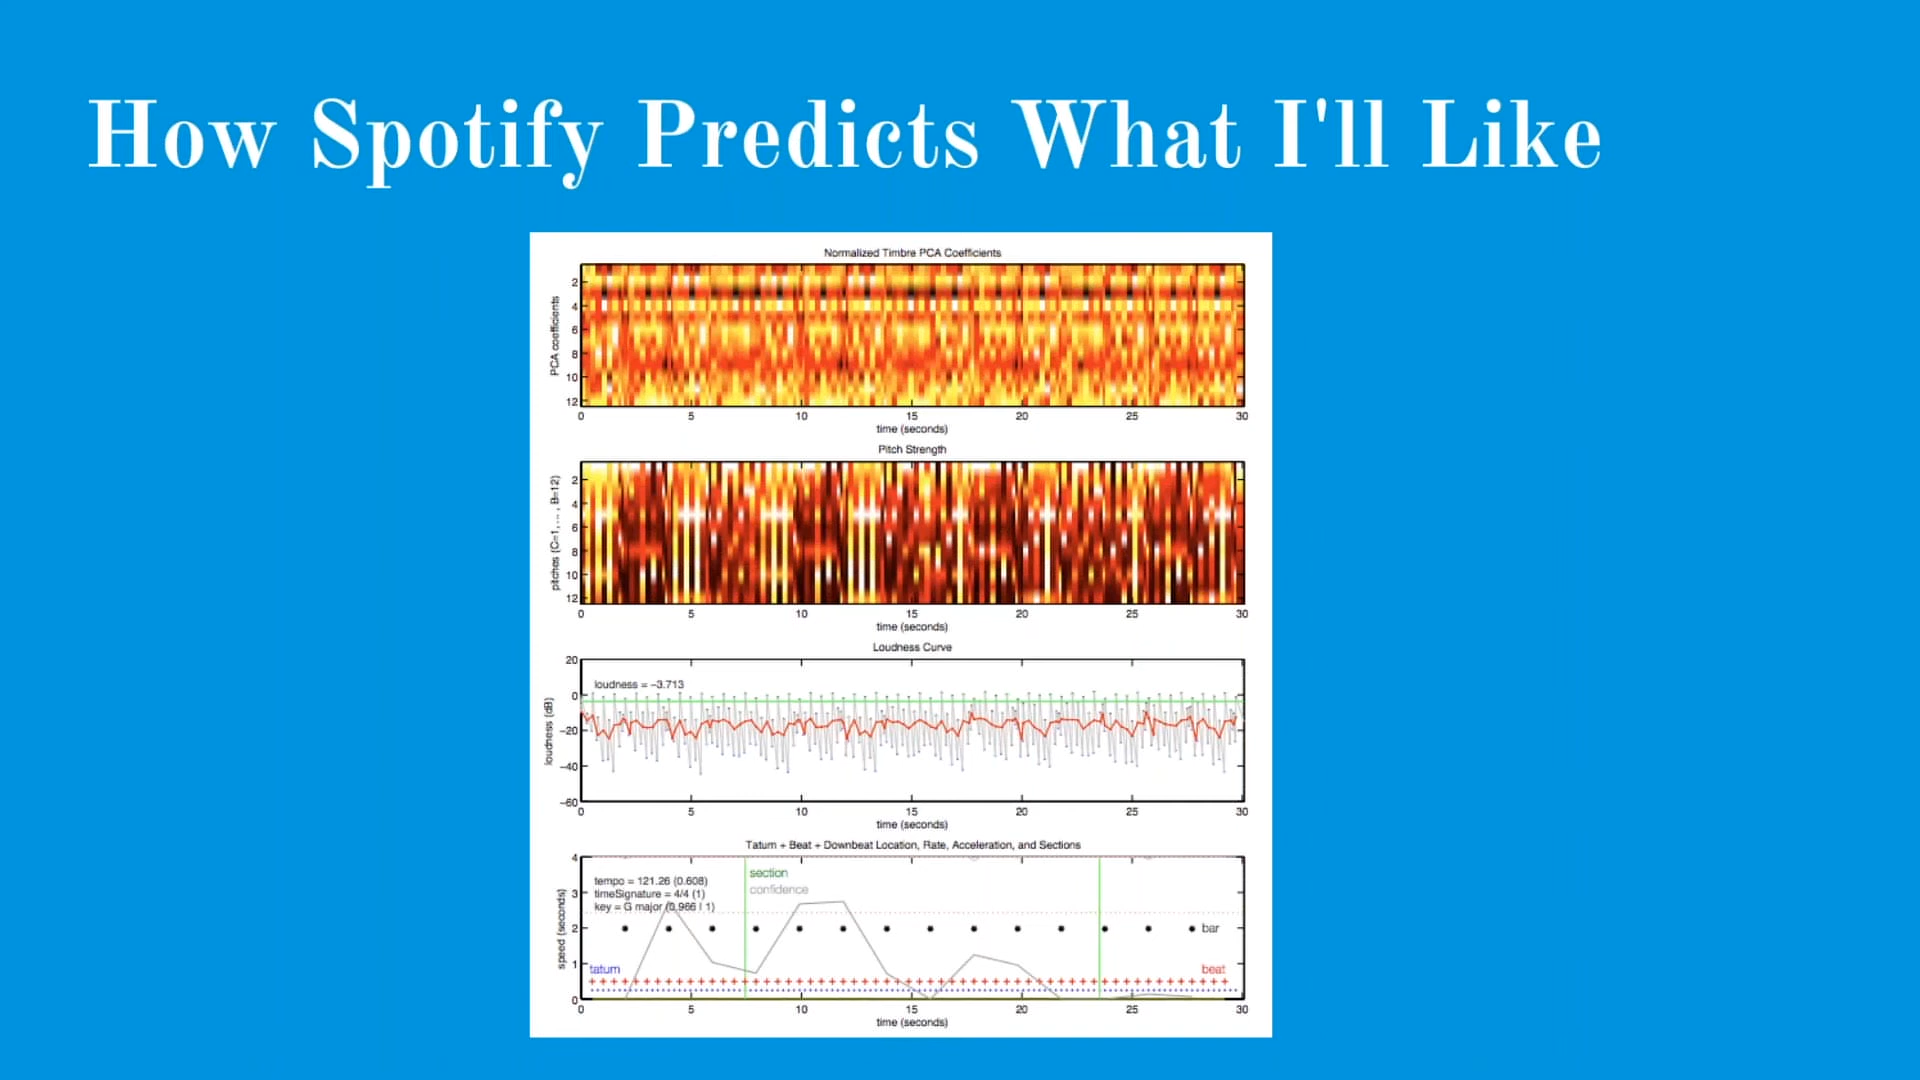 How Spotify Predicts What I'll Like
Normalized Timbre PCA Coefficients
PCA coefficients
2
4
6
8
10
12
0 5 10 15 20 25 30
time (seconds)
Pitch Strength
pitches (C=1,... , B=12)
2
4
6
8
10
12
0 5 10 15 20 25 30
time (seconds)
Loudness Curve
loudness (dB)
20
0
−20
−40
−60
loudness = −3.713
0 5 10 15 20 25 30
time (seconds)
Tatum + Beat + Downbeat Location, Rate, Acceleration, and Sections
speed (seconds)
4
3
2
1
0
tempo = 121.26 (0.608)
timeSignature = 4/4 (1)
key = G major (0.966 | 1)
section
confidence
bar
tatum
beat
0 5 10 15 20 25 30
time (seconds)